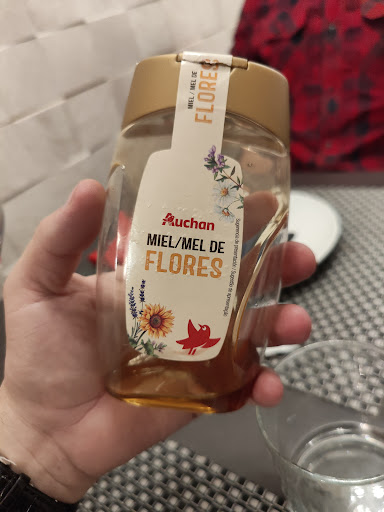 MIEL / MEL DE
FLORES
Auchan
MIEL/MEL DE
FLORES